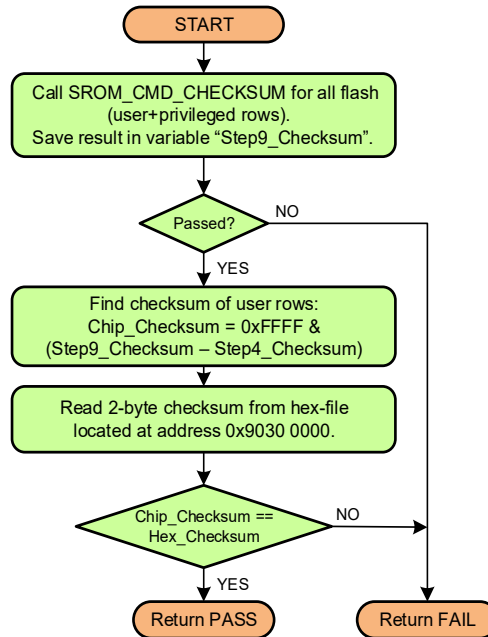 START
Call SROM_CMD_CHECKSUM for all flash
(user+privileged rows).
Save result in variable “Step9_Checksum”.
Passed?
NO
YES
Find checksum of user rows:
Chip_Checksum = 0xFFFF &
(Step9_Checksum – Step4_Checksum)
Read 2-byte checksum from hex-file
located at address 0x9030 0000.
Chip_Checksum ==
Hex_Checksum
NO
YES
Return PASS
Return FAIL